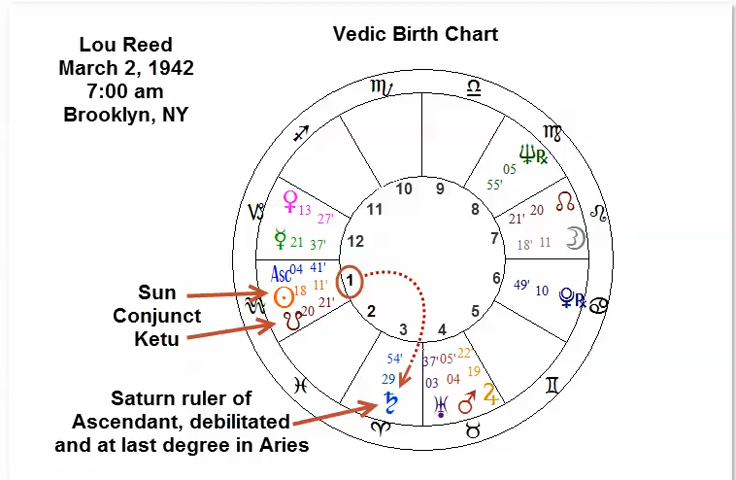 Vedic Birth Chart
Lou Reed
March 2, 1942
7:00 am
Brooklyn, NY
♏ ♎
♐ ♍
♆℞
05
55'
10 9
11 8
♀ 13 27'
21' 20 ☊
♑ ♌
12 7
☿ 21 37'
18' 11 ☽
Asc 04 41'
1 6
☉ 18 11'
49' 10 ♇℞
Sun
Conjunct
Ketu
♒ ♋
☋ 20 21'
2 5
3 4
54' 37' 05' 22'
29 03 04 19
♄ ♅ ♂ ♃
♓ ♊
Saturn ruler of
Ascendant, debilitated
and at last degree in Aries
♈ ♉